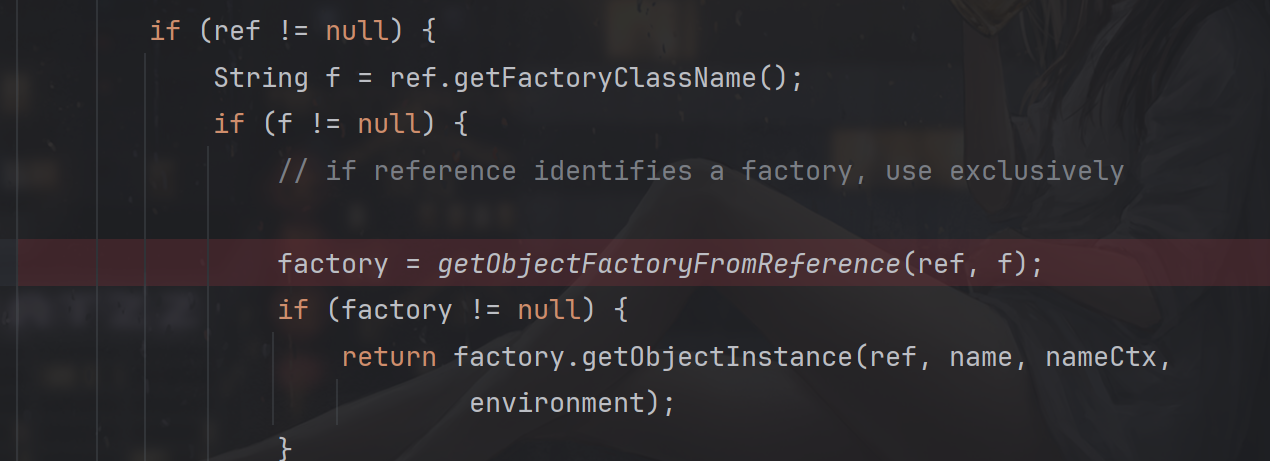 if (ref != null) {
String f = ref.getFactoryClassName();
if (f != null) {
// if reference identifies a factory, use exclusively
factory = getObjectFactoryFromReference(ref, f);
if (factory != null) {
return factory.getObjectInstance(ref, name, nameCtx,
environment);
}